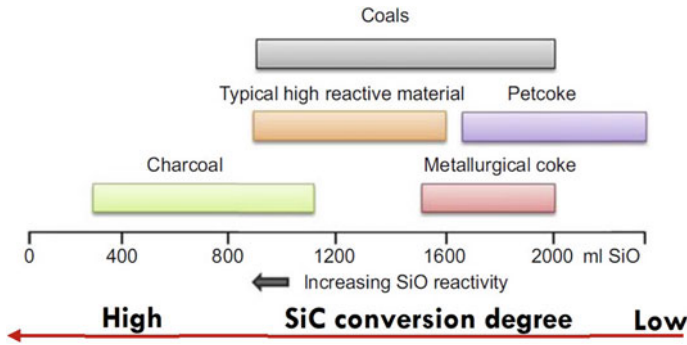 Coals
Typical high reactive material Petcoke
Charcoal Metallurgical coke
0 400 800 1200 1600 2000 ml SiO
Increasing SiO reactivity
High SiC conversion degree Low